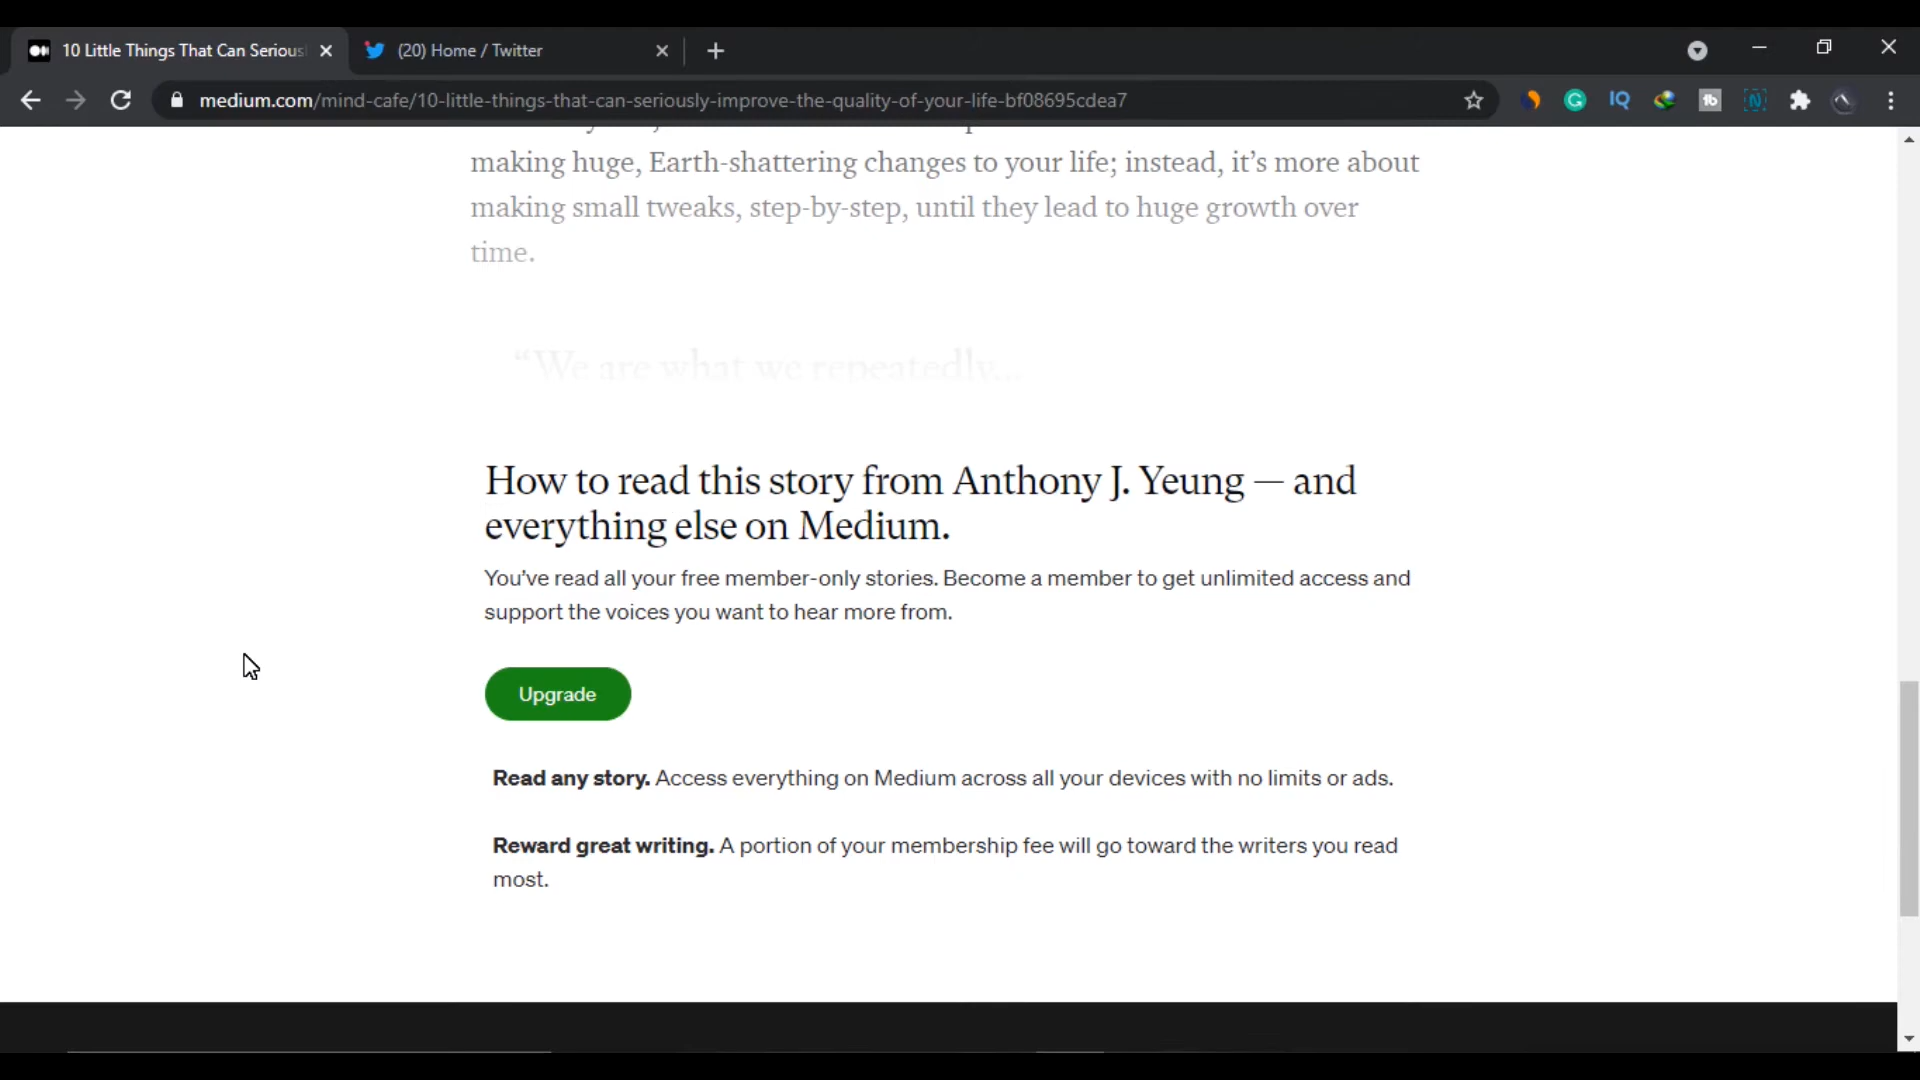 10 Little Things That Can Serious
(20) Home / Twitter
medium.com/mind-cafe/10-little-things-that-can-seriously-improve-the-quality-of-your-life-bf08695cdea7
IQ
tb
N
making huge, Earth-shattering changes to your life; instead, it’s more about
making small tweaks, step-by-step, until they lead to huge growth over
time.
“We are what we repeatedly...
How to read this story from Anthony J. Yeung — and
everything else on Medium.
You’ve read all your free member-only stories. Become a member to get unlimited access and
support the voices you want to hear more from.
Upgrade
Read any story. Access everything on Medium across all your devices with no limits or ads.
Reward great writing. A portion of your membership fee will go toward the writers you read
most.